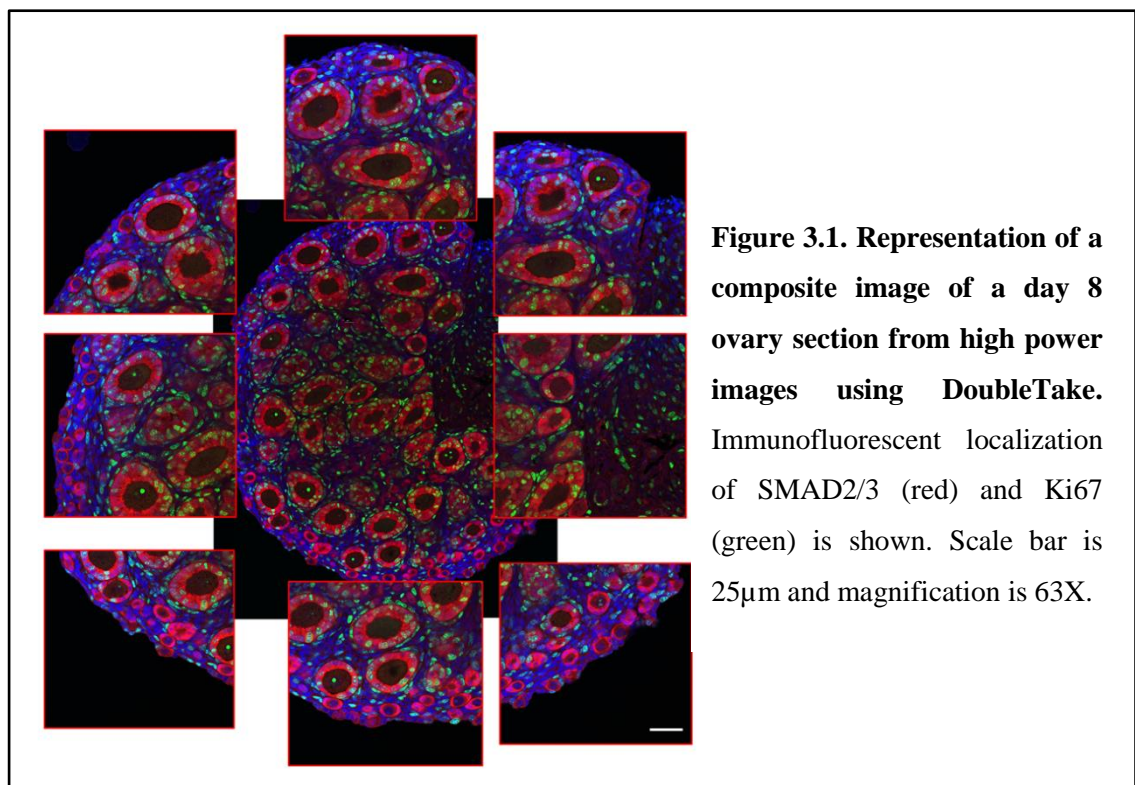 Figure 3.1. Representation of a
composite image of a day 8
ovary section from high power
images using DoubleTake.
Immunofluorescent localization
of SMAD2/3 (red) and Ki67
(green) is shown. Scale bar is
25µm and magnification is 63X.